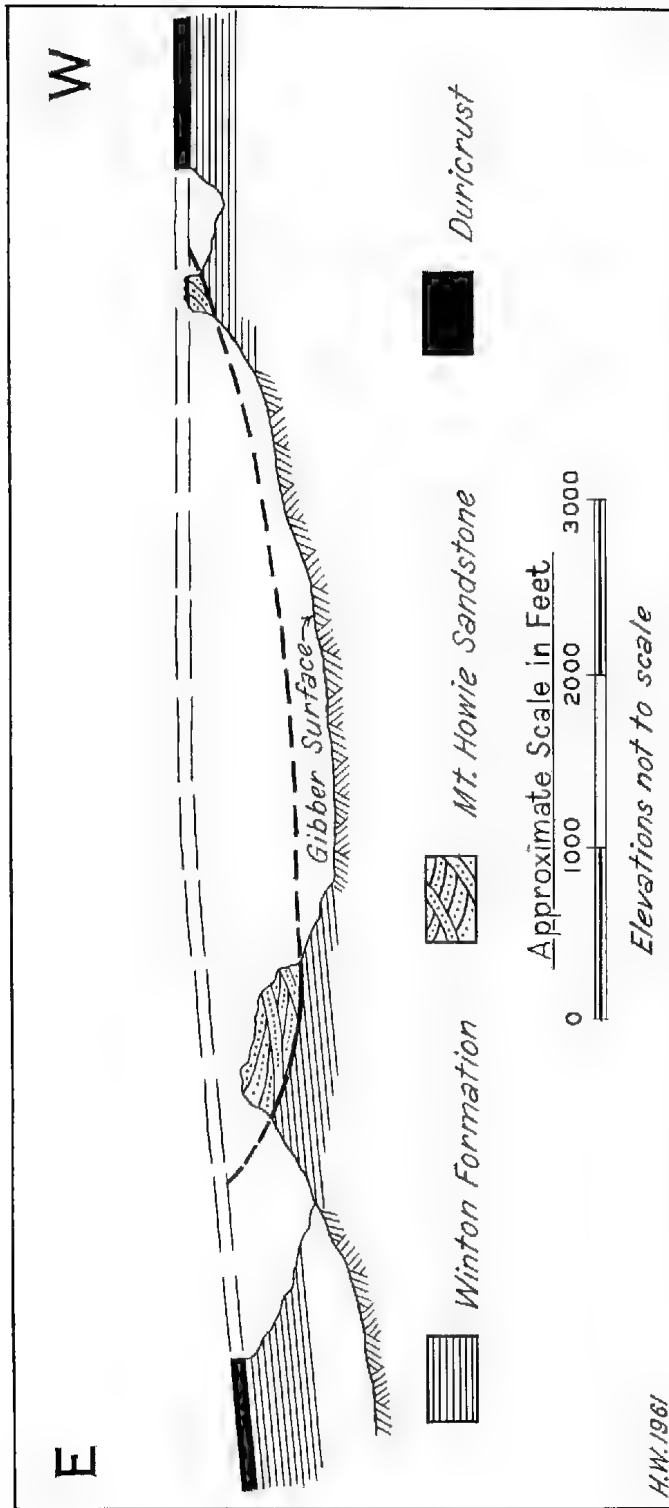 E
W
Gibber Surface
Winton Formation
Mt. Howie Sandstone
Duricrust
Approximate Scale in Feet
0 1000 2000 3000
Elevations not to scale
H.W. 1961